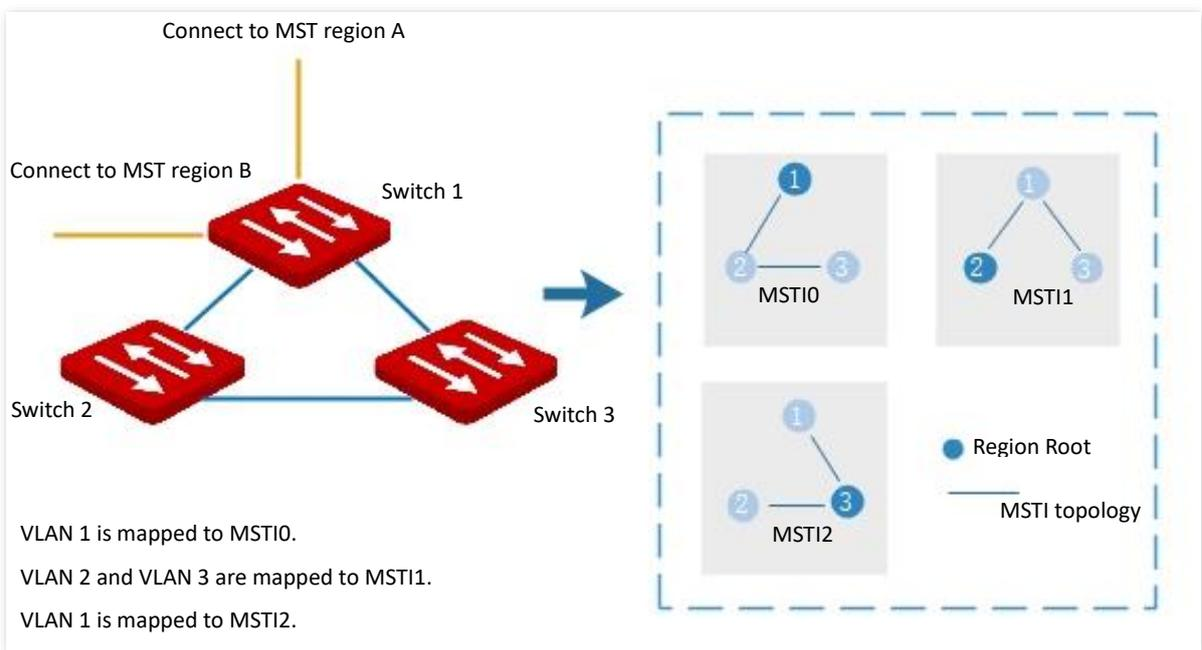 Connect to MST region A
Connect to MST region B
Switch 1
Switch 2
Switch 3
1
2 3
MSTI0
1
2 3
MSTI1
1
2 3
MSTI2
Region Root
MSTI topology
VLAN 1 is mapped to MSTI0.
VLAN 2 and VLAN 3 are mapped to MSTI1.
VLAN 1 is mapped to MSTI2.